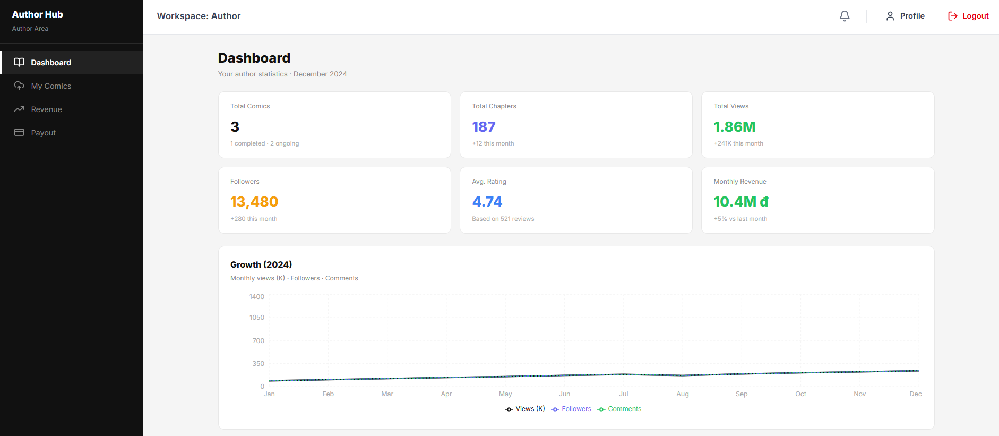 Author Hub
Author Area
Dashboard
My Comics
Revenue
Payout
Workspace: Author
Profile
Logout
Dashboard
Your author statistics · December 2024
Total Comics
3
1 completed · 2 ongoing
Total Chapters
187
+12 this month
Total Views
1.86M
+241K this month
Followers
13,480
+280 this month
Avg. Rating
4.74
Based on 521 reviews
Monthly Revenue
10.4M đ
+5% vs last month
Growth (2024)
Monthly views (K) · Followers · Comments
1400
1050
700
350
0
Jan Feb Mar Apr May Jun Jul Aug Sep Oct Nov Dec
Views (K) Followers Comments